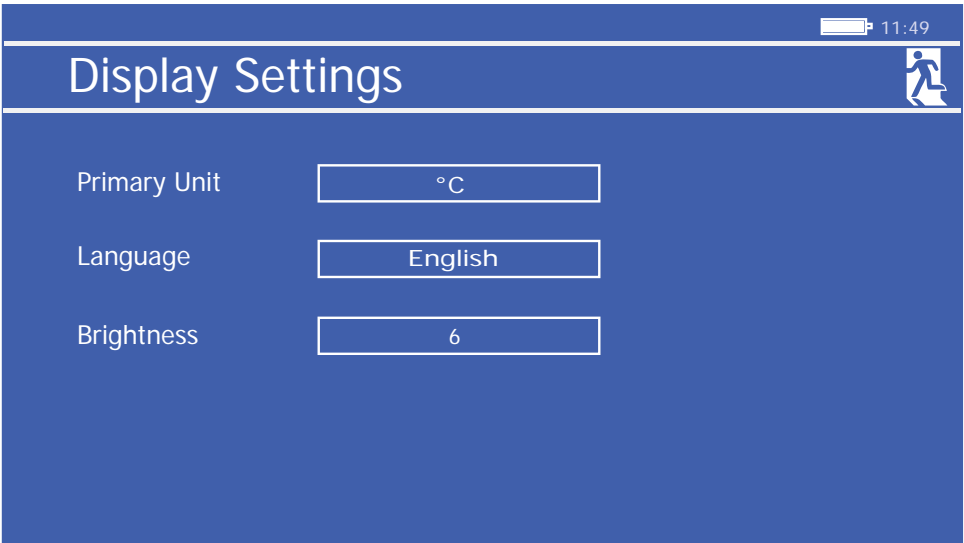 11:49
Display Settings
Primary Unit °C
Language English
Brightness 6